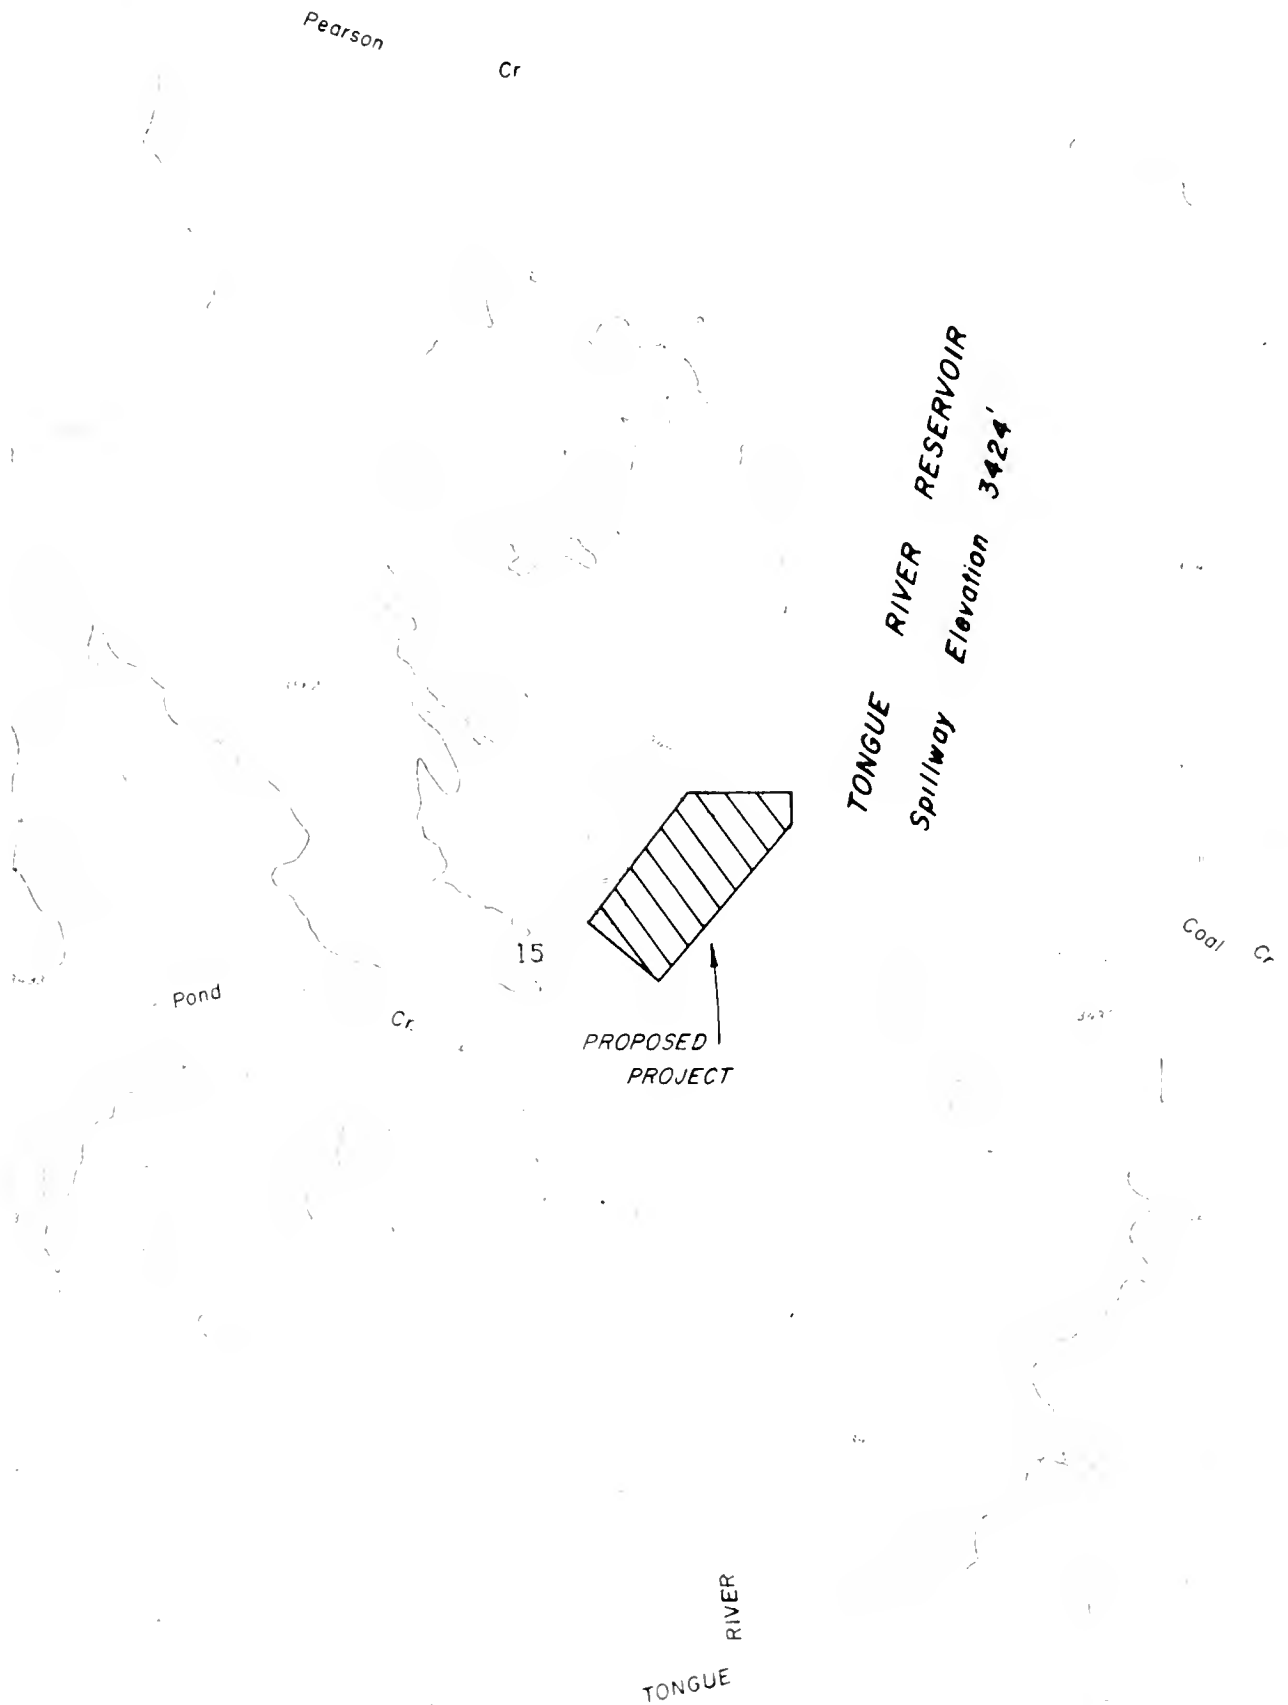 Pearson Cr
TONGUE RIVER RESERVOIR
Spillway Elevation 3424'
15
Coal Cr
Pond Cr.
PROPOSED
PROJECT
RIVER
TONGUE